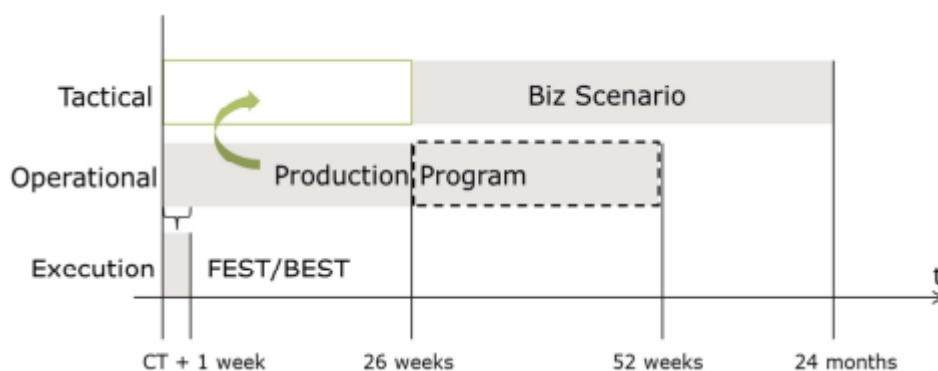 Tactical
Biz Scenario
Operational
Production Program
Execution
FEST/BEST
t
CT + 1 week
26 weeks
52 weeks
24 months